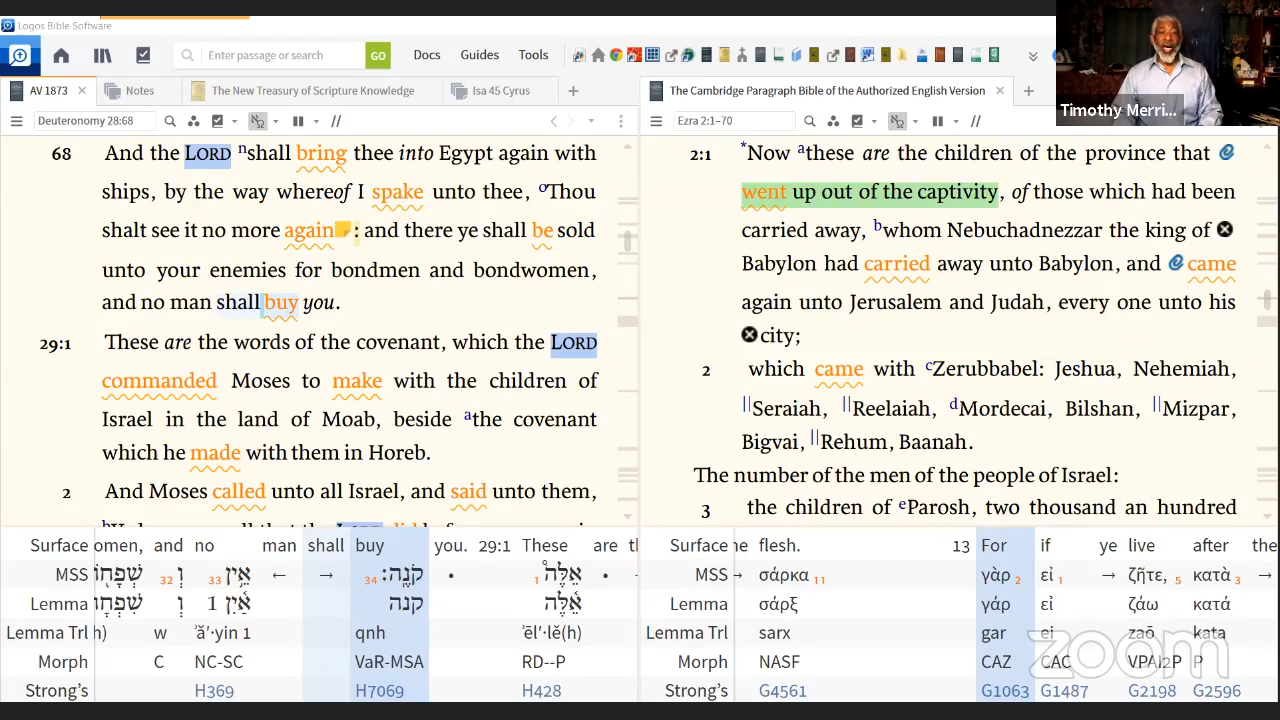 Logos Bible Software
Enter passage or search
GO
Docs Guides Tools
AV 1873
Notes
The New Treasury of Scripture Knowledge
Isa 45 Cyrus
The Cambridge Paragraph Bible of the Authorized English Version
Timothy Merri...
Deuteronomy 28:68
Ezra 2:1–70
68 And the LORD nshall bring thee into Egypt again with
ships, by the way whereof I spake unto thee, oThou
shalt see it no more again: and there ye shall be sold
unto your enemies for bondmen and bondwomen,
and no man shall buy you.
29:1 These are the words of the covenant, which the LORD
commanded Moses to make with the children of
Israel in the land of Moab, beside athe covenant
which he made with them in Horeb.
2 And Moses called unto all Israel, and said unto them,
2:1 *Now athese are the children of the province that
went up out of the captivity, of those which had been
carried away, bwhom Nebuchadnezzar the king of
Babylon had carried away unto Babylon, and came
again unto Jerusalem and Judah, every one unto his
city;
2 which came with cZerubbabel: Jeshua, Nehemiah,
||Seraiah, ||Reelaiah, dMordecai, Bilshan, ||Mizpar,
Bigvai, ||Rehum, Baanah.
The number of the men of the people of Israel:
3 the children of eParosh, two thousand an hundred
Surface omen, and no man shall buy you. 29:1 These are th
MSS שִׁפְחָ֖ 32 וְ 33 אֵ֥ין ← → 34 קֹנֶֽה׃ • 1 אֵלֶּה֩ • →
Lemma שִׁפְחָ וְ אַ֫יִן 1 קנה אֵ֫לֶּה
Lemma Trl h) w ʾă′·yin 1 qnh ʾēl′·lĕ(h)
Morph C NC-SC VaR-MSA RD--P
Strong's H369 H7069 H428
Surface e flesh. 13 For if ye live after the
MSS → σάρκα 11 γὰρ 2 εἰ 1 → ζῆτε, 5 κατὰ 3 →
Lemma σάρξ γάρ εἰ ζάω κατά
Lemma Trl sarx gar ei zaō kata
Morph NASF CAZ CAC VPAI2P P
Strong's G4561 G1063 G1487 G2198 G2596
zoom